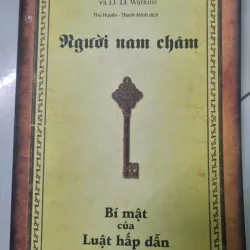 và D. D. Watkins
Thu Huyền - Thanh Minh dịch
Người nam châm
Bí mật
của
Luật hấp dẫn